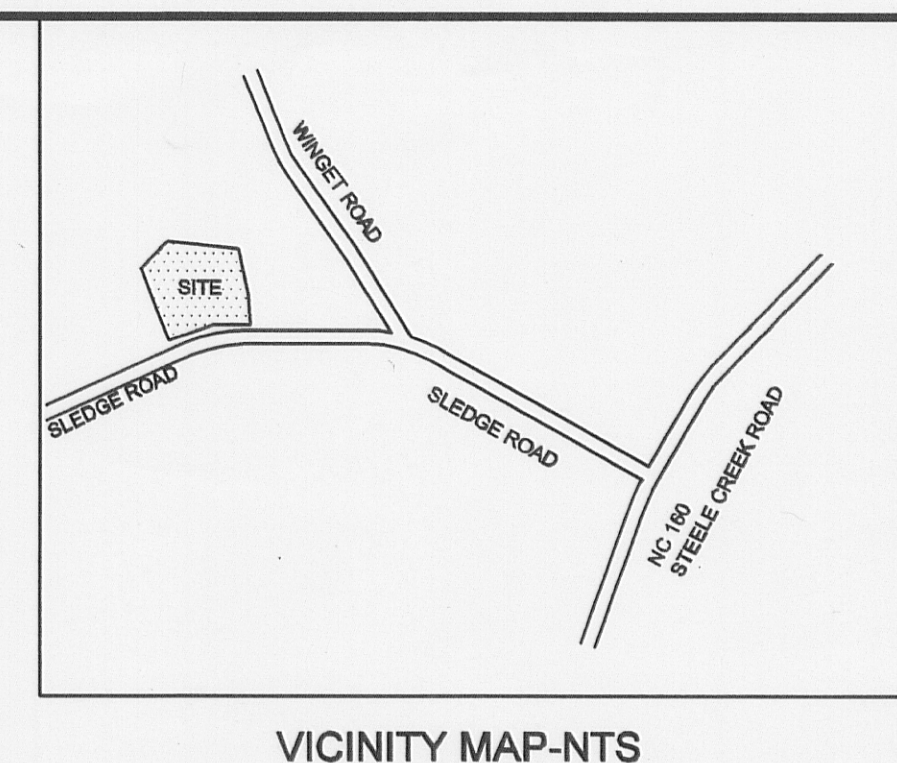 WINGET ROAD
SITE
SLEDGE ROAD
SLEDGE ROAD
NC 160
STEELE CREEK ROAD
VICINITY MAP-NTS